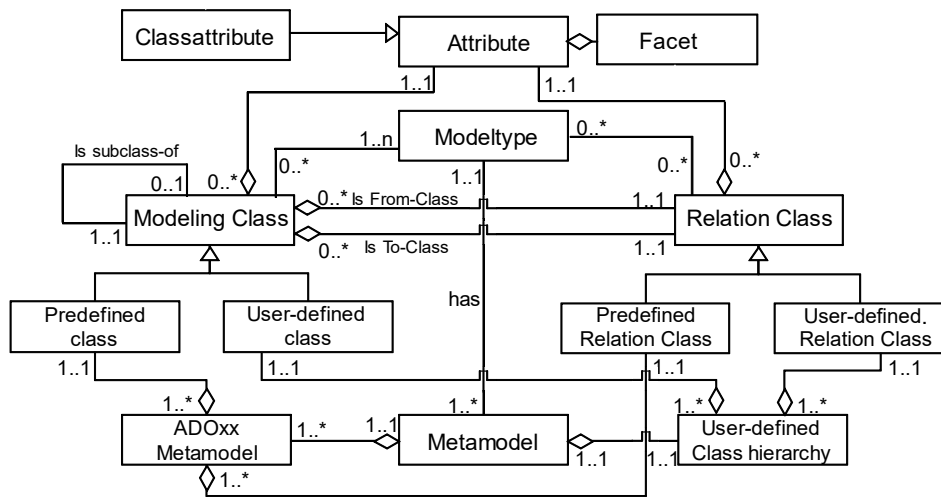 Classattribute
Attribute
Facet
1..1
1..1
Modeltype
Is subclass-of
1..n
0..*
0..*
1..1
0..*
0..1
0..*
0..*
Modeling Class
0..* Is From-Class
1..1
Relation Class
1..1
0..*
Is To-Class
1..1
has
Predefined
class
User-defined
class
Predefined
Relation Class
User-defined.
Relation Class
1..1
1..1
1..1
1..1
1..*
1..*
1..*
1..*
ADOxx
Metamodel
1..*
1..1
Metamodel
1..1
1..1
User-defined
Class hierarchy
1..*